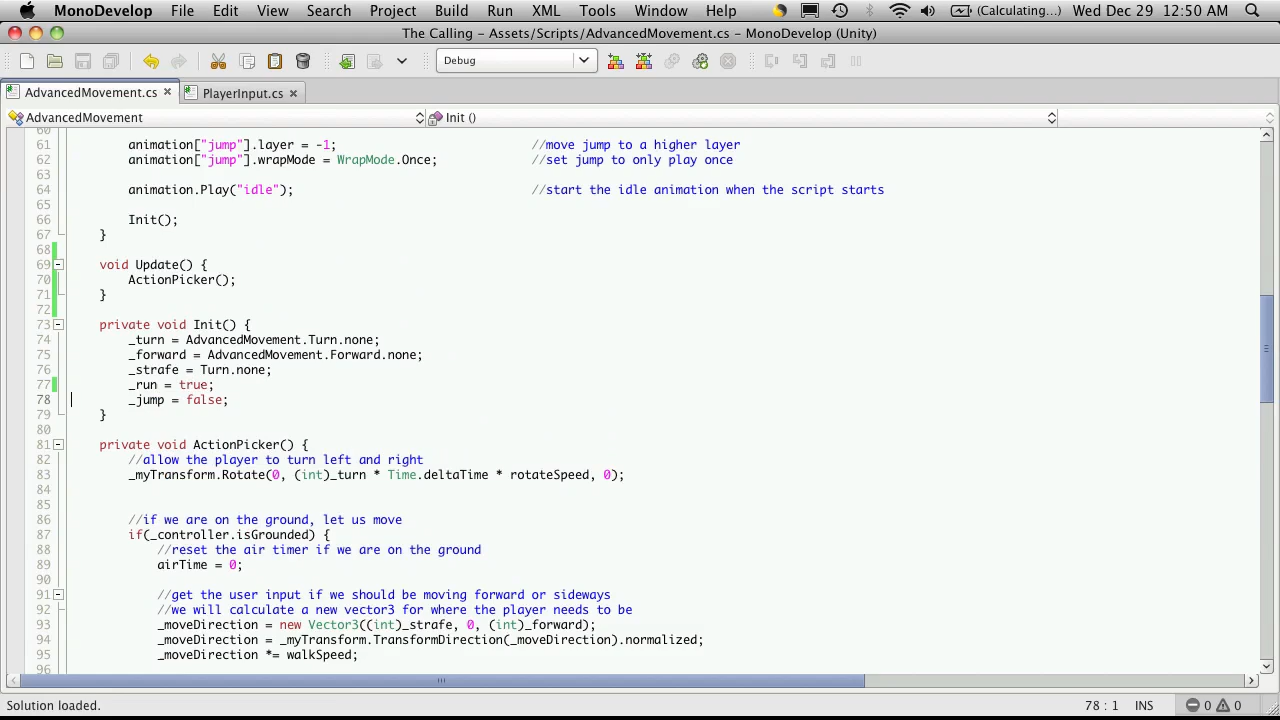 MonoDevelop File Edit View Search Project Build Run XML Tools Window Help (Calculating...) Wed Dec 29 12:50 AM
The Calling - Assets/Scripts/AdvancedMovement.cs - MonoDevelop (Unity)
Debug
AdvancedMovement.cs PlayerInput.cs
AdvancedMovement Init ()
60
61 animation["jump"].layer = -1; //move jump to a higher layer
62 animation["jump"].wrapMode = WrapMode.Once; //set jump to only play once
63
64 animation.Play("idle"); //start the idle animation when the script starts
65
66 Init();
67 }
68
69 void Update() {
70 ActionPicker();
71 }
72
73 private void Init() {
74 _turn = AdvancedMovement.Turn.none;
75 _forward = AdvancedMovement.Forward.none;
76 _strafe = Turn.none;
77 _run = true;
78 _jump = false;
79 }
80
81 private void ActionPicker() {
82 //allow the player to turn left and right
83 _myTransform.Rotate(0, (int)_turn * Time.deltaTime * rotateSpeed, 0);
84
85
86 //if we are on the ground, let us move
87 if(_controller.isGrounded) {
88 //reset the air timer if we are on the ground
89 airTime = 0;
90
91 //get the user input if we should be moving forward or sideways
92 //we will calculate a new vector3 for where the player needs to be
93 _moveDirection = new Vector3((int)_strafe, 0, (int)_forward);
94 _moveDirection = _myTransform.TransformDirection(_moveDirection).normalized;
95 _moveDirection *= walkSpeed;
96
Solution loaded. 78 : 1 INS 0 0